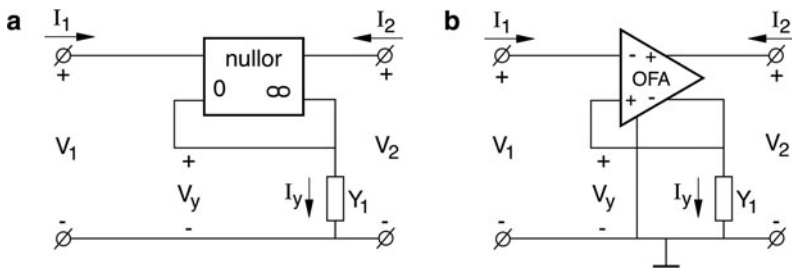 a
I1
I2
+
+
nullor
0
∞
V1
+
Vy
-
Iy
Y1
V2
-
-
b
I1
I2
+
+
- +
OFA
+ -
V1
+
Vy
-
Iy
Y1
V2
-
-